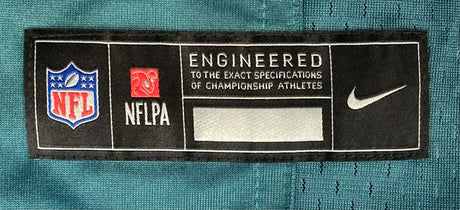 NFL
NFLPA
ENGINEERED
TO THE EXACT SPECIFICATIONS
OF CHAMPIONSHIP ATHLETES